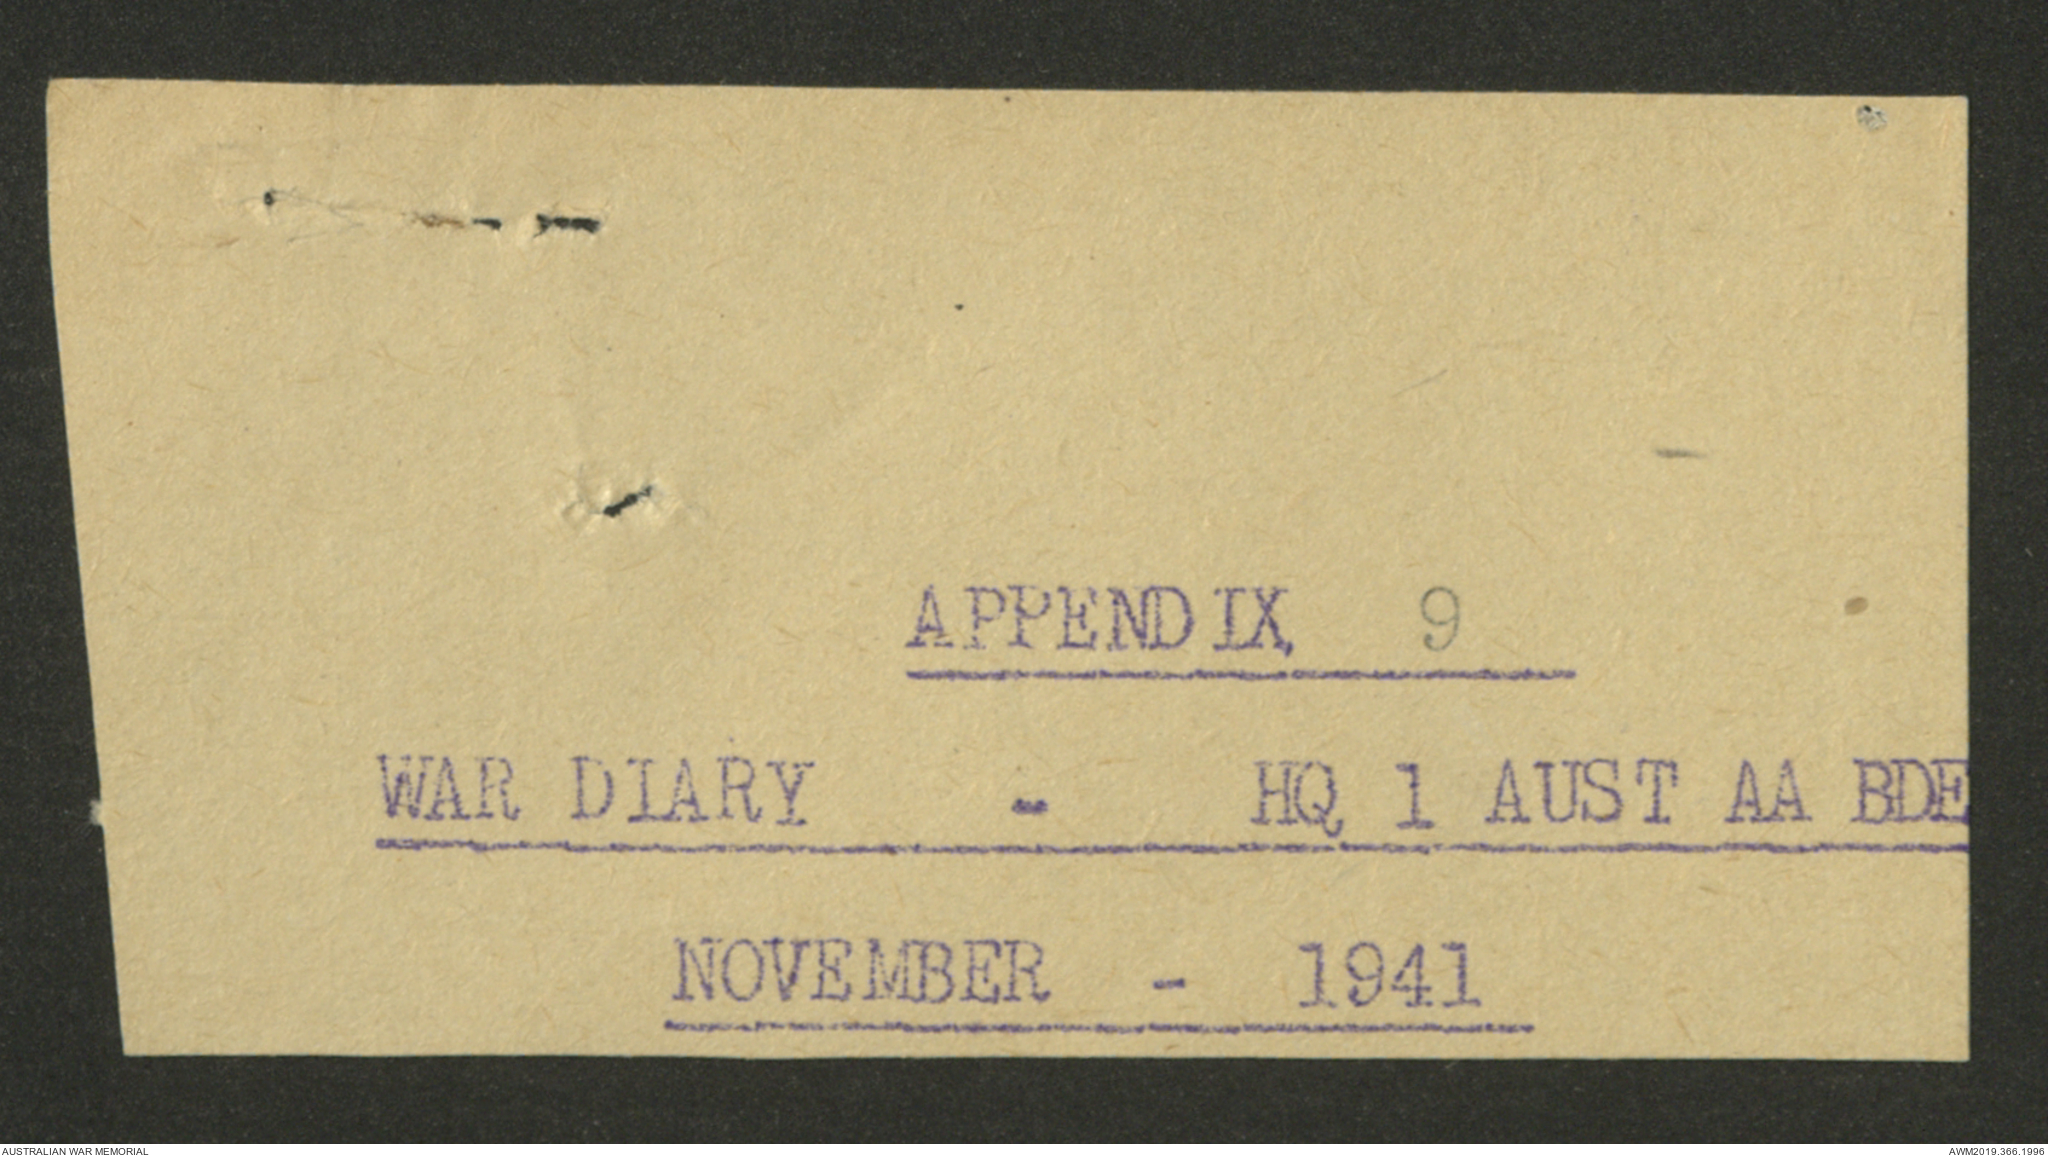 APPENDIX, 9
WAR DIARY - HQ 1 AUST AA BDE
NOVEMBER - 1941
AUSTRALIAN WAR MEMORIAL AWM2019.366.1996